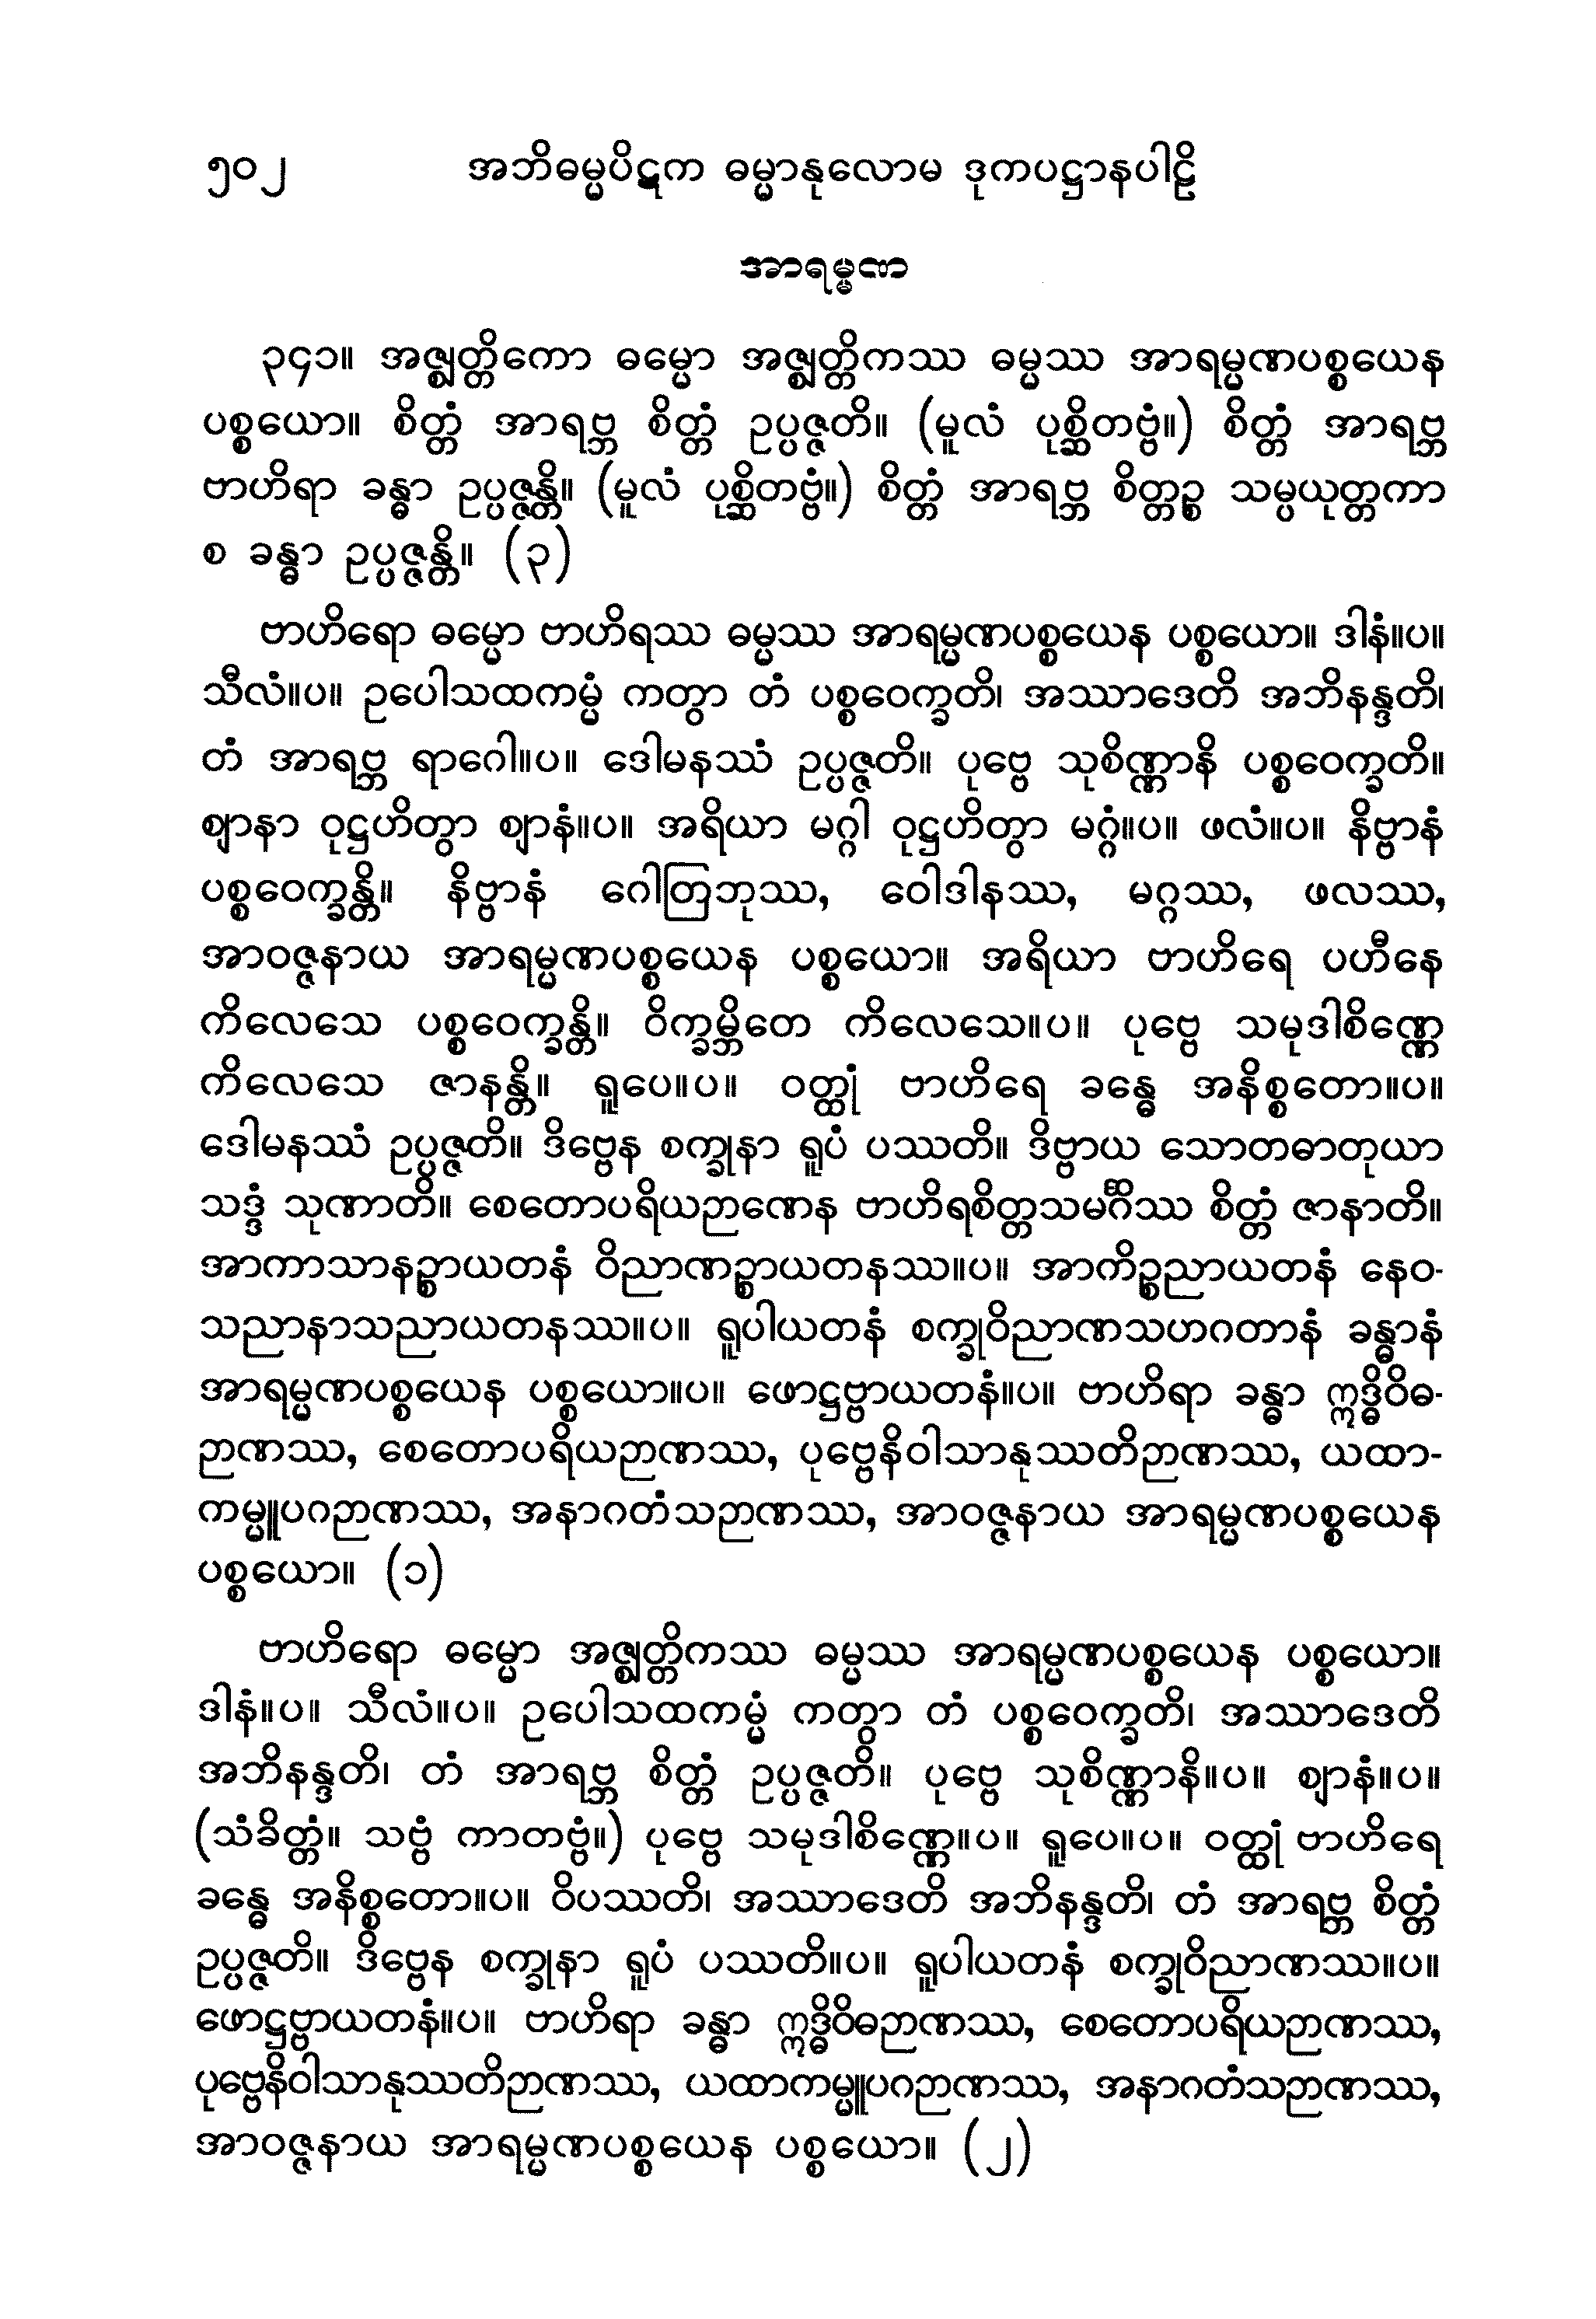 ၅၀၂ အဘိဓမ္မပိဋက ဓမ္မာနုလောမ ဒုကပဋ္ဌာနပါဠိ
အာရမ္မဏ
၃၄၁။ အဇ္ဈတ္တိကော ဓမ္မော အဇ္ဈတ္တိကဿ ဓမ္မဿ အာရမ္မဏပစ္စယေန
ပစ္စယော။ စိတ္တံ အာရဗ္ဘ စိတ္တံ ဥပ္ပဇ္ဇတိ။ (မူလံ ပုစ္ဆိတဗ္ဗံ။) စိတ္တံ အာရဗ္ဘ
ဗာဟိရာ ခန္ဓာ ဥပ္ပဇ္ဇန္တိ။ (မူလံ ပုစ္ဆိတဗ္ဗံ။) စိတ္တံ အာရဗ္ဘ စိတ္တဉ္စ သမ္ပယုတ္တကာ
စ ခန္ဓာ ဥပ္ပဇ္ဇန္တိ။ (၃)
ဗာဟိရော ဓမ္မော ဗာဟိရဿ ဓမ္မဿ အာရမ္မဏပစ္စယေန ပစ္စယော။ ဒါနံ။ပ။
သီလံ။ပ။ ဥပေါသထကမ္မံ ကတွာ တံ ပစ္စဝေက္ခတိ၊ အဿာဒေတိ အဘိနန္ဒတိ၊
တံ အာရဗ္ဘ ရာဂေါ။ပ။ ဒေါမနဿံ ဥပ္ပဇ္ဇတိ။ ပုဗ္ဗေ သုစိဏ္ဏာနိ ပစ္စဝေက္ခတိ။
ဈာနာ ဝုဋ္ဌဟိတွာ ဈာနံ။ပ။ အရိယာ မဂ္ဂါ ဝုဋ္ဌဟိတွာ မဂ္ဂံ။ပ။ ဖလံ။ပ။ နိဗ္ဗာနံ
ပစ္စဝေက္ခန္တိ။ နိဗ္ဗာနံ ဂေါတြဘုဿ, ဝေါဒါနဿ, မဂ္ဂဿ, ဖလဿ,
အာဝဇ္ဇနာယ အာရမ္မဏပစ္စယေန ပစ္စယော။ အရိယာ ဗာဟိရေ ပဟီနေ
ကိလေသေ ပစ္စဝေက္ခန္တိ။ ဝိက္ခမ္ဘိတေ ကိလေသေ။ပ။ ပုဗ္ဗေ သမုဒါစိဏ္ဏေ
ကိလေသေ ဇာနန္တိ။ ရူပေ။ပ။ ဝတ္ထုံ ဗာဟိရေ ခန္ဓေ အနိစ္စတော။ပ။
ဒေါမနဿံ ဥပ္ပဇ္ဇတိ။ ဒိဗ္ဗေန စက္ခုနာ ရူပံ ပဿတိ။ ဒိဗ္ဗာယ သောတဓာတုယာ
သဒ္ဒံ သုဏာတိ။ စေတောပရိယဉာဏေန ဗာဟိရစိတ္တသမင်္ဂိဿ စိတ္တံ ဇာနာတိ။
အာကာသာနဉ္စာယတနံ ဝိညာဏဉ္စာယတနဿ။ပ။ အာကိဉ္စညာယတနံ နေဝ-
သညာနာသညာယတနဿ။ပ။ ရူပါယတနံ စက္ခုဝိညာဏသဟဂတာနံ ခန္ဓာနံ
အာရမ္မဏပစ္စယေန ပစ္စယော။ပ။ ဖောဋ္ဌဗ္ဗာယတနံ။ပ။ ဗာဟိရာ ခန္ဓာ ဣဒ္ဓိဝိဓ-
ဉာဏဿ, စေတောပရိယဉာဏဿ, ပုဗ္ဗေနိဝါသာနုဿတိဉာဏဿ, ယထာ-
ကမ္မူပဂဉာဏဿ, အနာဂတံသဉာဏဿ, အာဝဇ္ဇနာယ အာရမ္မဏပစ္စယေန
ပစ္စယော။ (၁)
ဗာဟိရော ဓမ္မော အဇ္ဈတ္တိကဿ ဓမ္မဿ အာရမ္မဏပစ္စယေန ပစ္စယော။
ဒါနံ။ပ။ သီလံ။ပ။ ဥပေါသထကမ္မံ ကတွာ တံ ပစ္စဝေက္ခတိ၊ အဿာဒေတိ
အဘိနန္ဒတိ၊ တံ အာရဗ္ဘ စိတ္တံ ဥပ္ပဇ္ဇတိ။ ပုဗ္ဗေ သုစိဏ္ဏာနိ။ပ။ ဈာနံ။ပ။
(သံခိတ္တံ။ သဗ္ဗံ ကာတဗ္ဗံ။) ပုဗ္ဗေ သမုဒါစိဏ္ဏေ။ပ။ ရူပေ။ပ။ ဝတ္ထုံ ဗာဟိရေ
ခန္ဓေ အနိစ္စတော။ပ။ ဝိပဿတိ၊ အဿာဒေတိ အဘိနန္ဒတိ၊ တံ အာရဗ္ဘ စိတ္တံ
ဥပ္ပဇ္ဇတိ။ ဒိဗ္ဗေန စက္ခုနာ ရူပံ ပဿတိ။ပ။ ရူပါယတနံ စက္ခုဝိညာဏဿ။ပ။
ဖောဋ္ဌဗ္ဗာယတနံ။ပ။ ဗာဟိရာ ခန္ဓာ ဣဒ္ဓိဝိဓဉာဏဿ, စေတောပရိယဉာဏဿ,
ပုဗ္ဗေနိဝါသာနုဿတိဉာဏဿ, ယထာကမ္မူပဂဉာဏဿ, အနာဂတံသဉာဏဿ,
အာဝဇ္ဇနာယ အာရမ္မဏပစ္စယေန ပစ္စယော။ (၂)